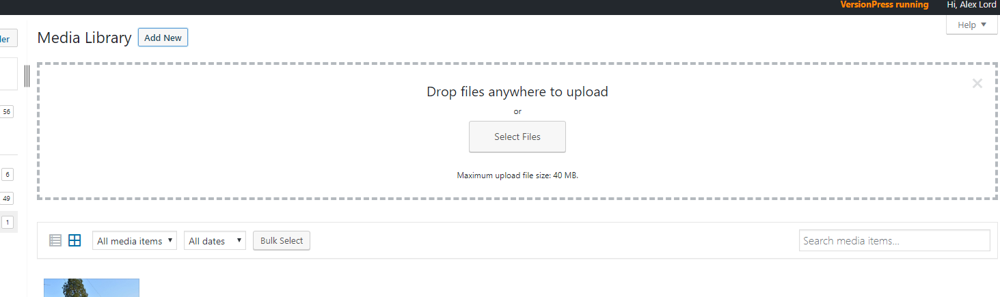 VersionPress running
Hi, Alex Lord
Help
Media Library
Add New
Drop files anywhere to upload
or
Select Files
Maximum upload file size: 40 MB.
56
6
49
1
All media items
All dates
Bulk Select
Search media items...